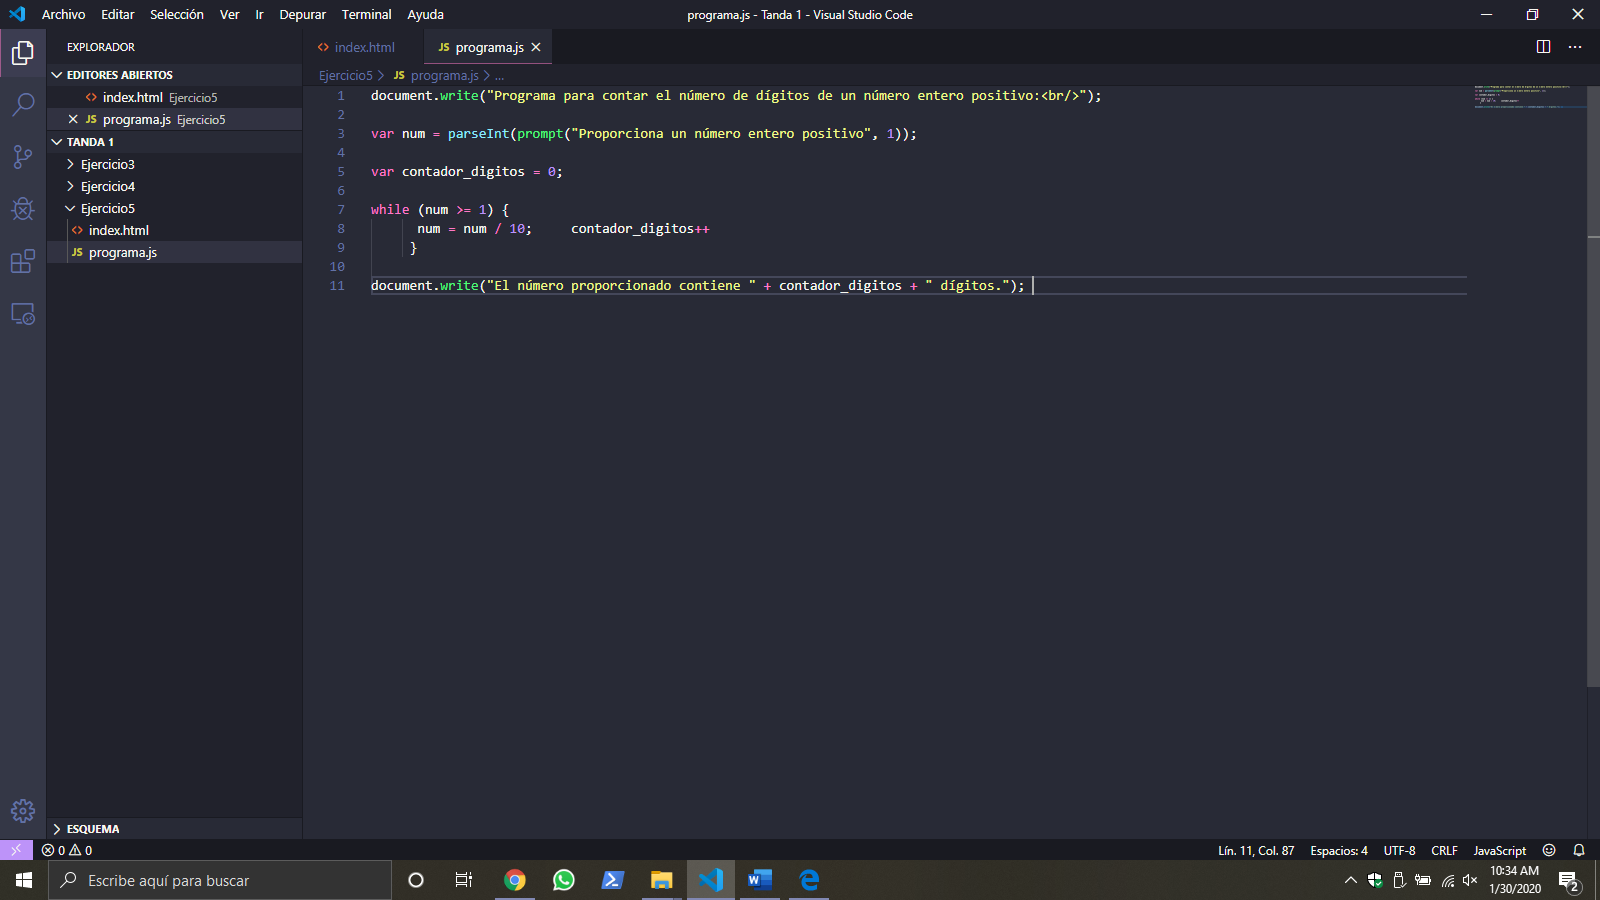 Archivo Editar Selección Ver Ir Depurar Terminal Ayuda
programa.js - Tanda 1 - Visual Studio Code
EXPLORADOR
EDITORES ABIERTOS
<> index.html Ejercicio5
JS programa.js Ejercicio5
TANDA 1
Ejercicio3
Ejercicio4
Ejercicio5
<> index.html
JS programa.js
ESQUEMA
<> index.html
JS programa.js
Ejercicio5 > JS programa.js > ...
1 document.write("Programa para contar el número de dígitos de un número entero positivo:<br/>");
2
3 var num = parseInt(prompt("Proporciona un número entero positivo", 1));
4
5 var contador_digitos = 0;
6
7 while (num >= 1) {
8 num = num / 10; contador_digitos++
9 }
10
11 document.write("El número proporcionado contiene " + contador_digitos + " dígitos.");
0 0
Lín. 11, Col. 87 Espacios: 4 UTF-8 CRLF JavaScript
Escribe aquí para buscar
10:34 AM
1/30/2020
2